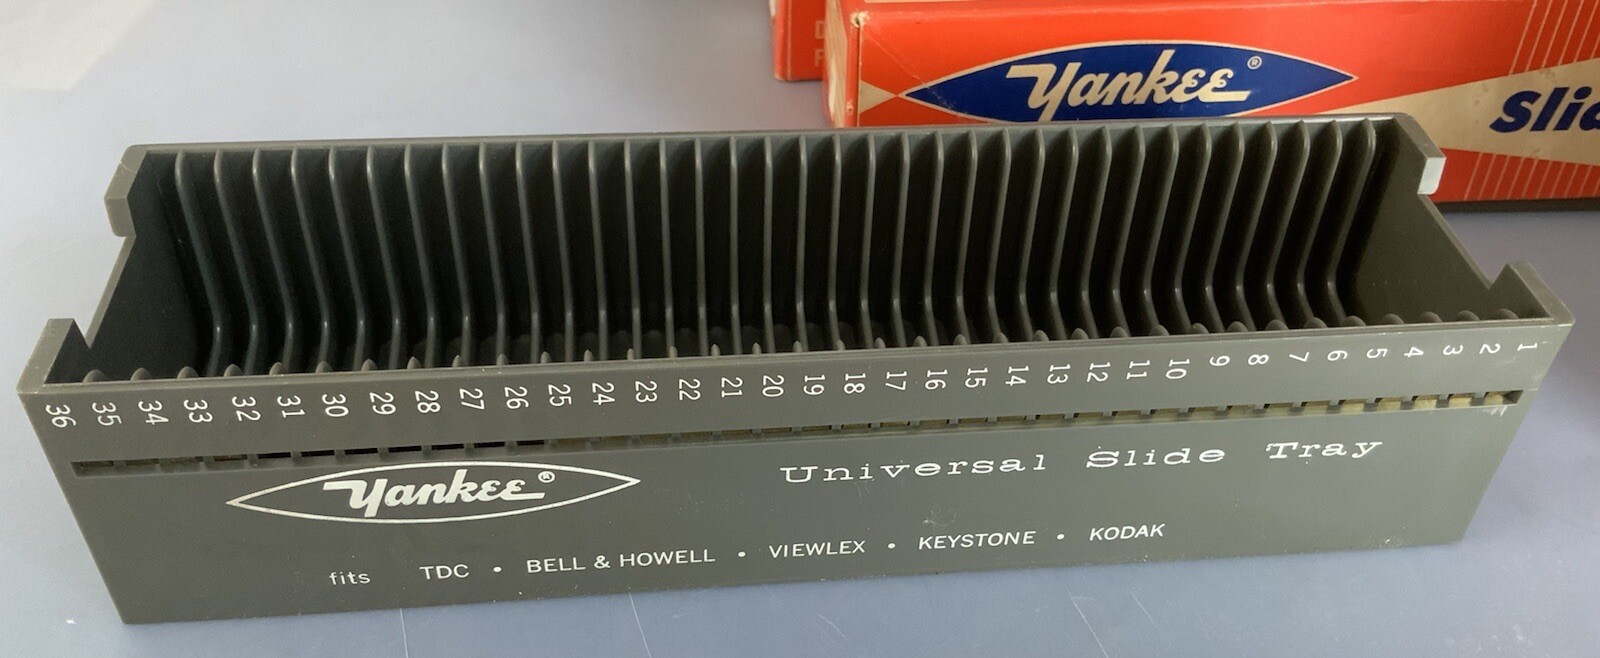 Yankee®
36 35 34 33 32 31 30 29 28 27 26 25 24 23 22 21 20 19 18 17 16 15 14 13 12 11 10 9 8 7 6 5 4 3 2 1
Yankee® Universal Slide Tray
fits TDC • BELL & HOWELL • VIEWLEX • KEYSTONE • KODAK